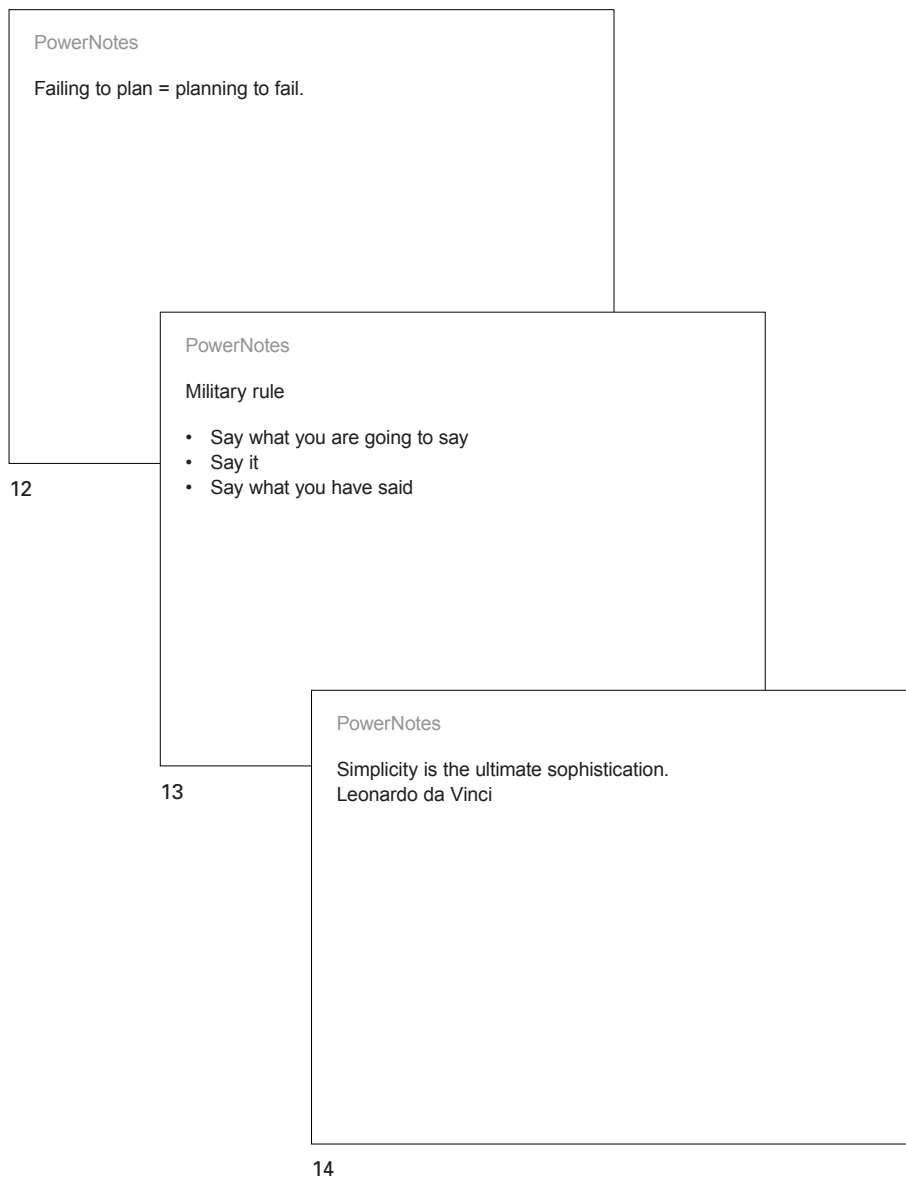 PowerNotes
Failing to plan = planning to fail.
12
PowerNotes
Military rule
• Say what you are going to say
• Say it
• Say what you have said
13
PowerNotes
Simplicity is the ultimate sophistication.
Leonardo da Vinci
14